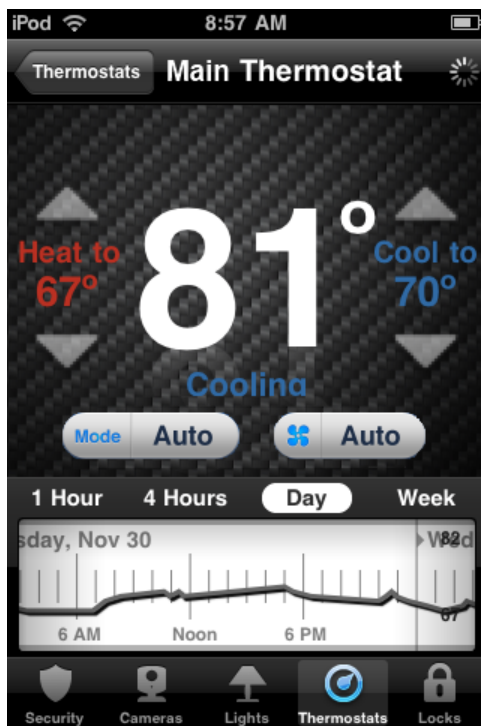 iPod 8:57 AM
Thermostats Main Thermostat
81°
Heat to Cool to
67° 70°
Cooling
Mode Auto Auto
1 Hour 4 Hours Day Week
sday, Nov 30 Wed
82
67
6 AM Noon 6 PM
Security Cameras Lights Thermostats Locks